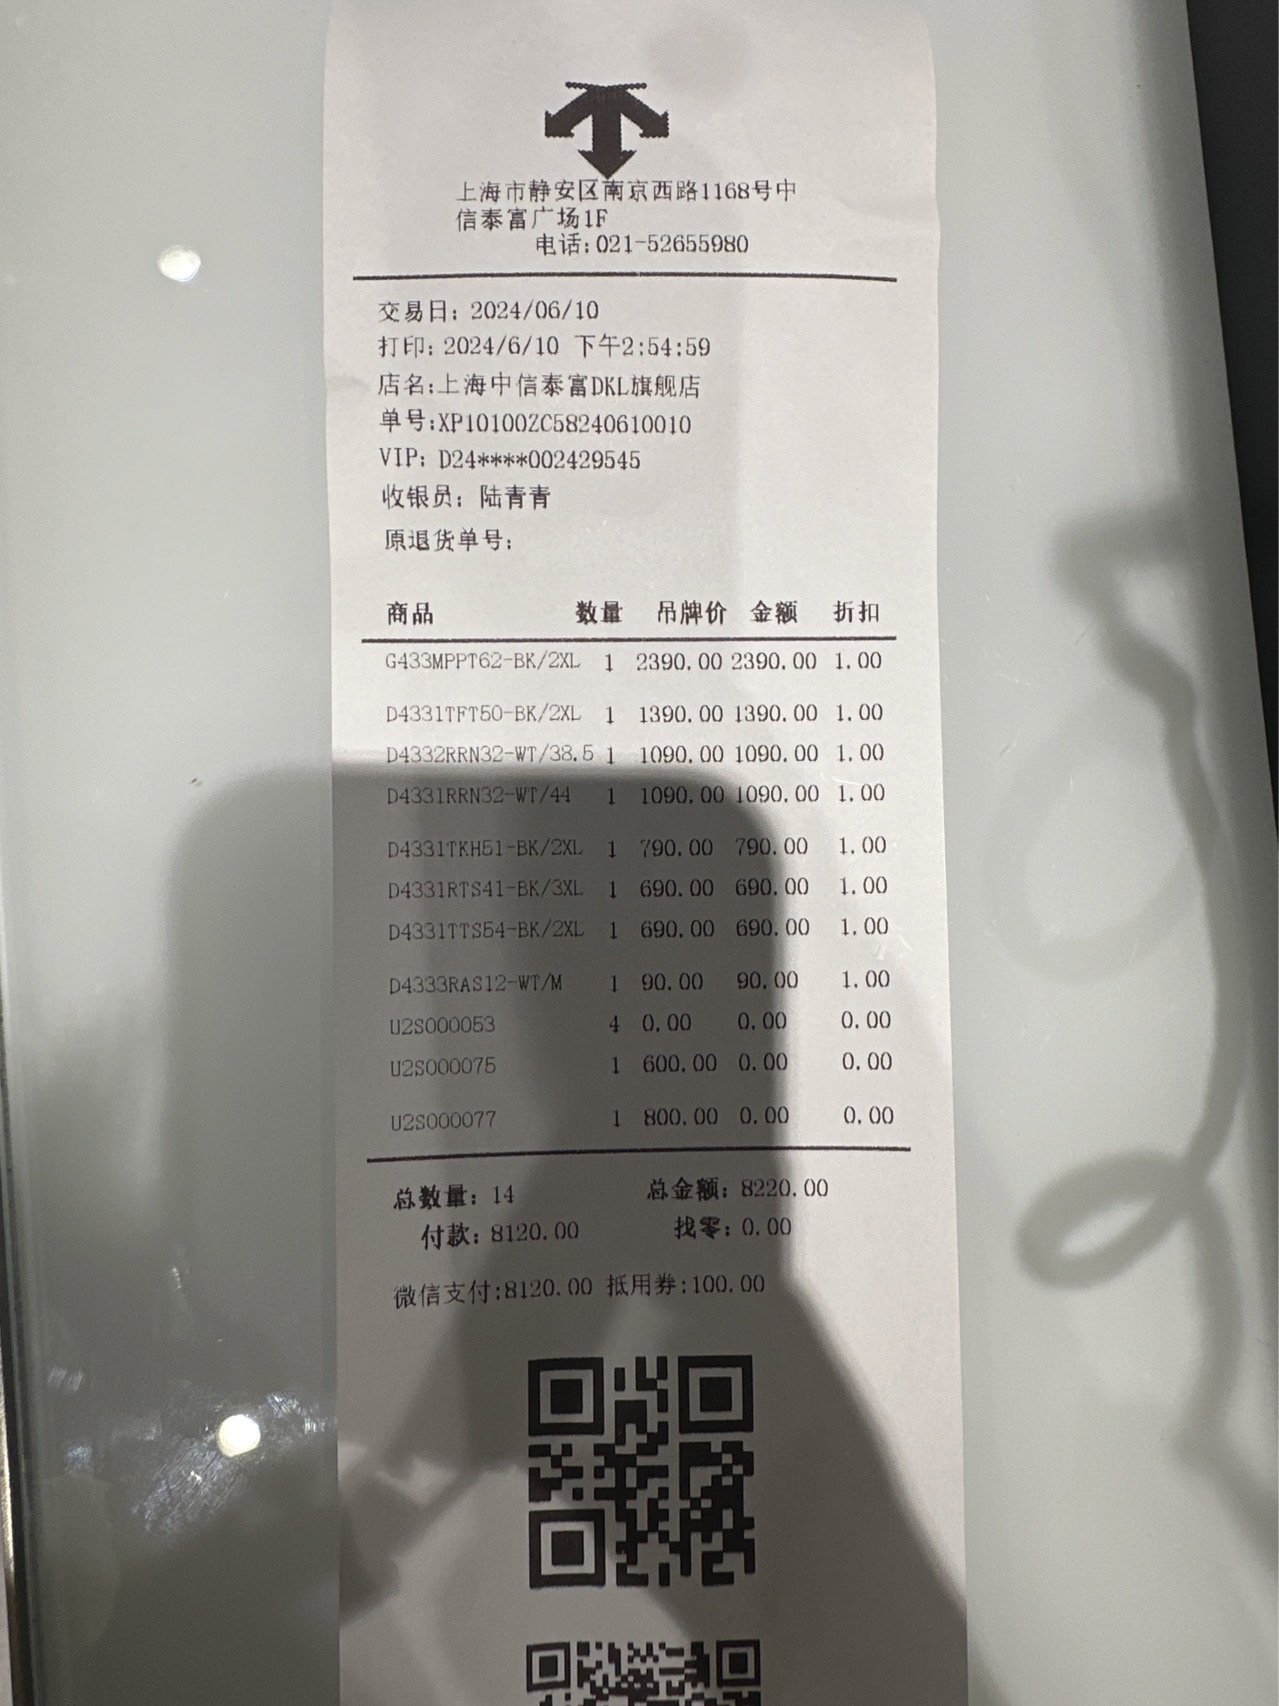 上海市静安区南京西路1168号中
信泰富广场1F
电话:021-52655980
交易日: 2024/06/10
打印: 2024/6/10 下午2:54:59
店名:上海中信泰富DKL旗舰店
单号:XP10100ZC58240610010
VIP: D24****002429545
收银员: 陆青青
原退货单号:
商品 数量 吊牌价 金额 折扣
G433MPPT62-BK/2XL 1 2390.00 2390.00 1.00
D4331TFT50-BK/2XL 1 1390.00 1390.00 1.00
D4332RRN32-WT/38.5 1 1090.00 1090.00 1.00
D4331RRN32-WT/44 1 1090.00 1090.00 1.00
D4331TKH51-BK/2XL 1 790.00 790.00 1.00
D4331RTS41-BK/3XL 1 690.00 690.00 1.00
D4331TTS54-BK/2XL 1 690.00 690.00 1.00
D4333RAS12-WT/M 1 90.00 90.00 1.00
U2S000053 4 0.00 0.00 0.00
U2S000075 1 600.00 0.00 0.00
U2S000077 1 800.00 0.00 0.00
总数量: 14 总金额: 8220.00
付款: 8120.00 找零: 0.00
微信支付:8120.00 抵用券:100.00